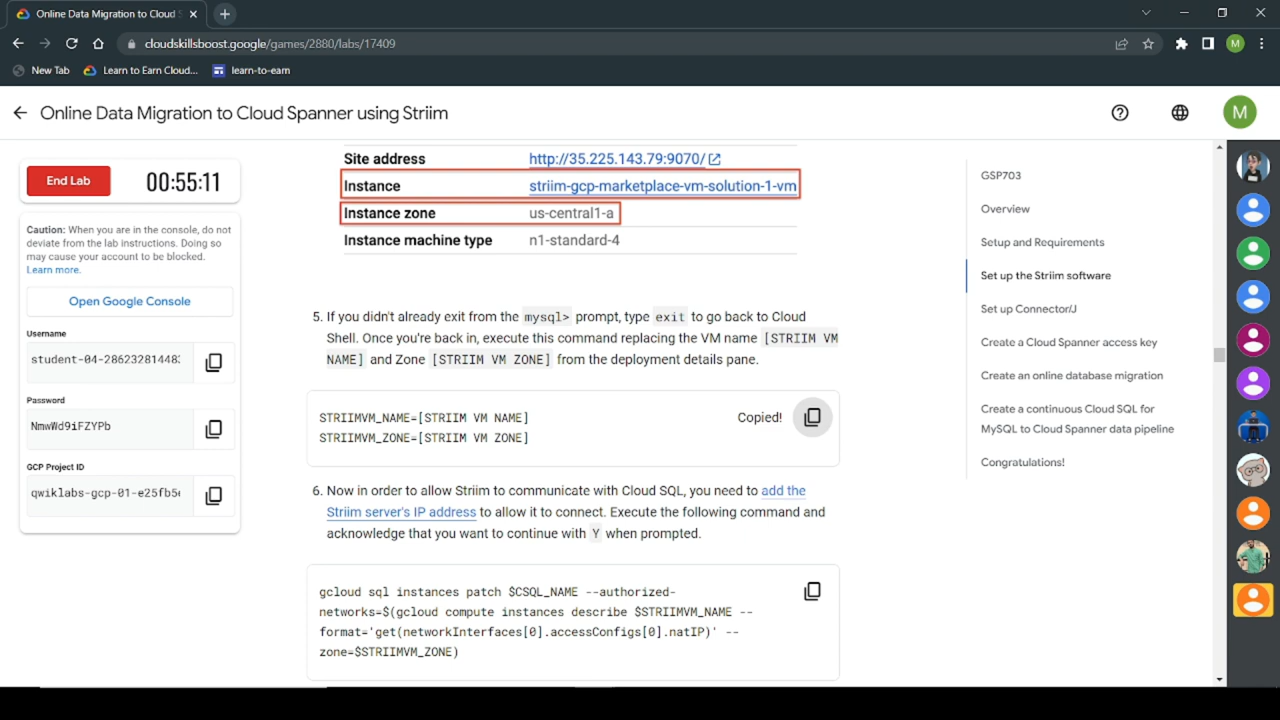 Online Data Migration to Cloud S
cloudskillsboost.google/games/2880/labs/17409
M
New Tab
Learn to Earn Cloud...
learn-to-earn
Online Data Migration to Cloud Spanner using Striim
M
End Lab
00:55:11
Caution: When you are in the console, do not
deviate from the lab instructions. Doing so
may cause your account to be blocked.
Learn more.
Open Google Console
Username
student-04-28623281448
Password
NmwWd9iFZYPb
GCP Project ID
qwiklabs-gcp-01-e25fb5
Site address http://35.225.143.79:9070/
Instance striim-gcp-marketplace-vm-solution-1-vm
Instance zone us-central1-a
Instance machine type n1-standard-4
5. If you didn't already exit from the mysql> prompt, type exit to go back to Cloud
Shell. Once you're back in, execute this command replacing the VM name [STRIIM VM
NAME] and Zone [STRIIM VM ZONE] from the deployment details pane.
STRIIMVM_NAME=[STRIIM VM NAME]
STRIIMVM_ZONE=[STRIIM VM ZONE]
Copied!
6. Now in order to allow Striim to communicate with Cloud SQL, you need to add the
Striim server's IP address to allow it to connect. Execute the following command and
acknowledge that you want to continue with Y when prompted.
gcloud sql instances patch $CSQL_NAME --authorized-
networks=$(gcloud compute instances describe $STRIIMVM_NAME --
format='get(networkInterfaces[0].accessConfigs[0].natIP)' --
zone=$STRIIMVM_ZONE)
GSP703
Overview
Setup and Requirements
Set up the Striim software
Set up Connector/J
Create a Cloud Spanner access key
Create an online database migration
Create a continuous Cloud SQL for
MySQL to Cloud Spanner data pipeline
Congratulations!